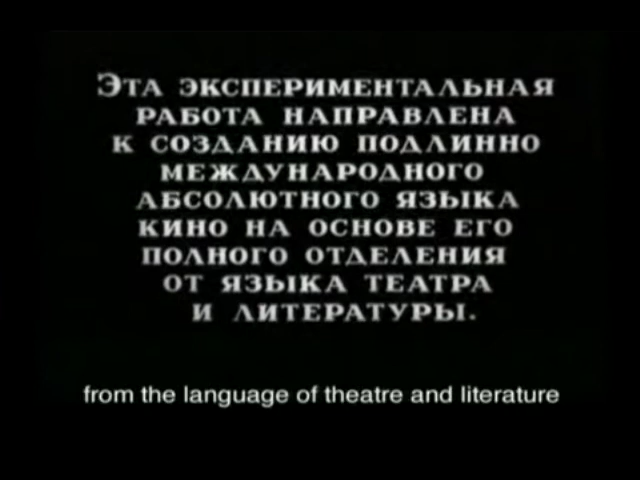 Эта экспериментальная
работа направлена
к созданию подлинно
международного
абсолютного языка
кино на основе его
полного отделения
от языка театра
и литературы.
from the language of theatre and literature